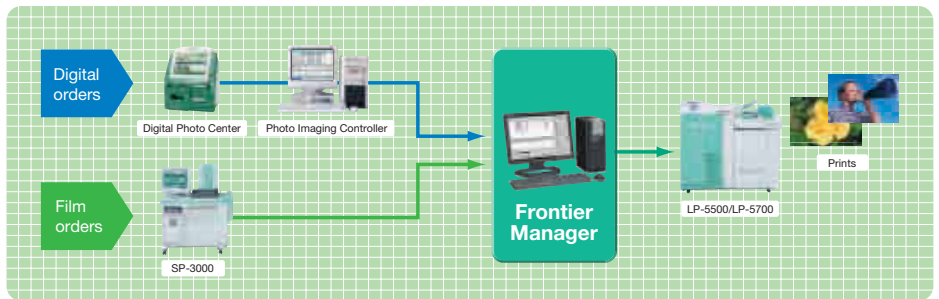 Digital
orders
Digital Photo Center
Photo Imaging Controller
Film
orders
SP-3000
Frontier
Manager
LP-5500/LP-5700
Prints